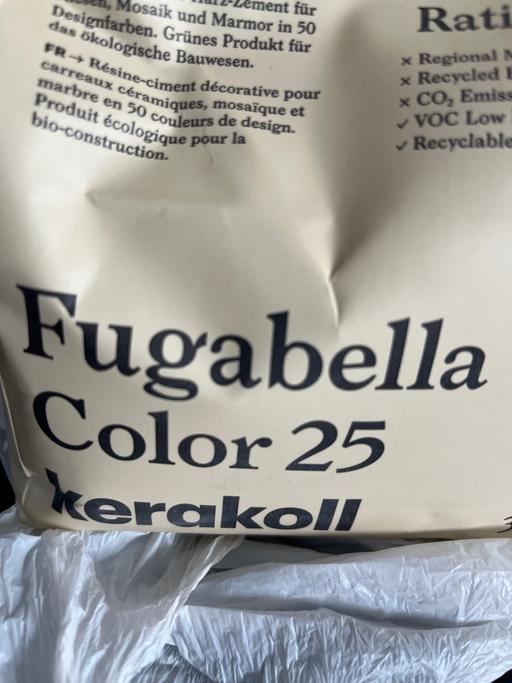 Mosaik und Marmor in 50
Designfarben. Grünes Produkt für
das ökologische Bauwesen.
FR → Résine-ciment décorative pour
carreaux céramiques, mosaïque et
marbre en 50 couleurs de design.
Produit écologique pour la
bio-construction.
Rati
× Regional
× Recycled
× CO₂ Emiss
✓ VOC Low
✓ Recyclable
Fugabella
Color 25
kerakoll